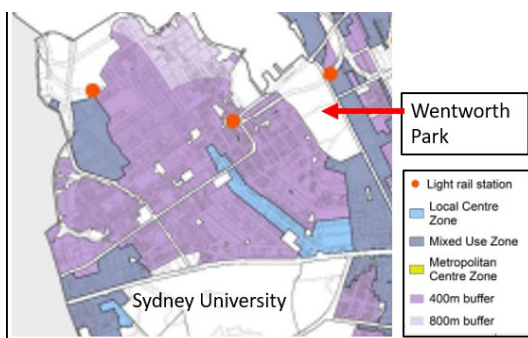 Wentworth
Park
Light rail station
Local Centre
Zone
Mixed Use Zone
Metropolitan
Centre Zone
400m buffer
800m buffer
Sydney University